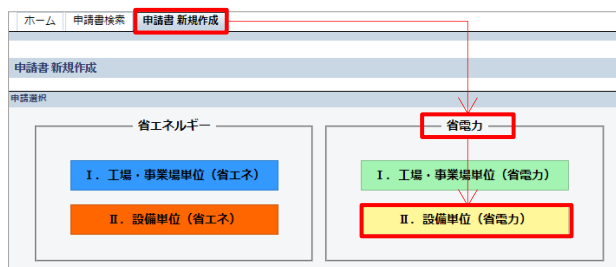 ホーム 申請書検索 申請書 新規作成
申請書 新規作成
申請選択
省エネルギー 省電力
Ⅰ. 工場・事業場単位（省エネ） Ⅰ. 工場・事業場単位（省電力）
Ⅱ. 設備単位（省エネ） Ⅱ. 設備単位（省電力）